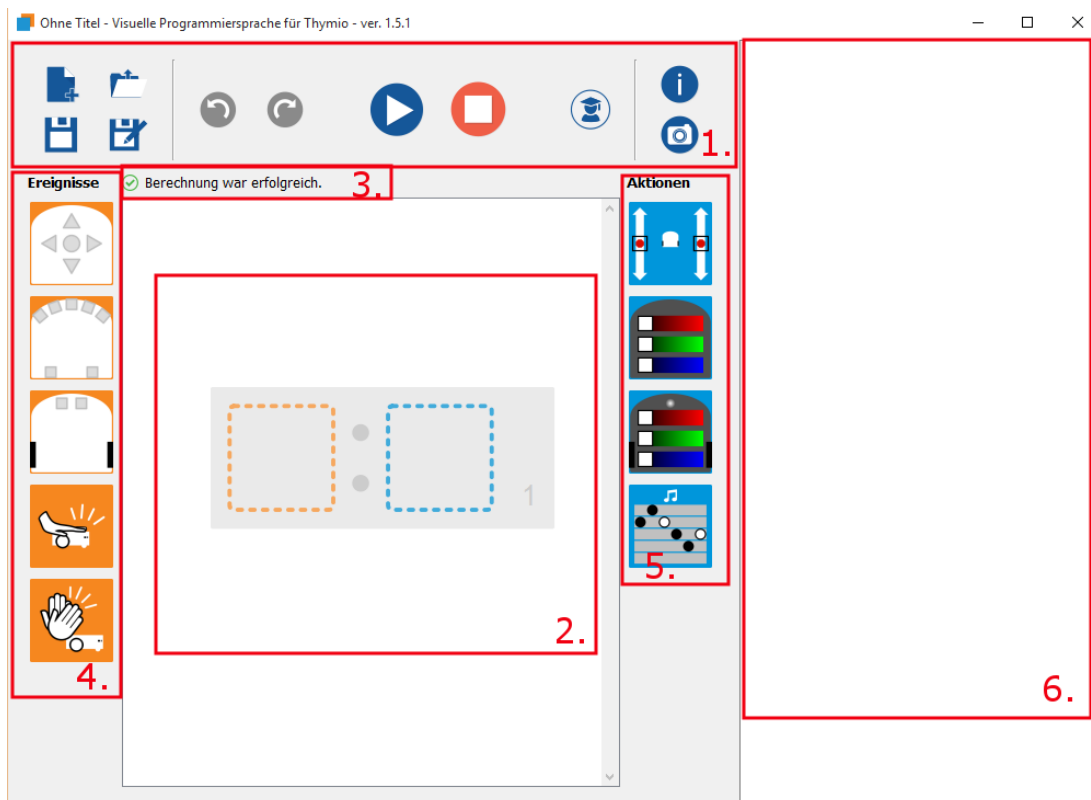 Ohne Titel - Visuelle Programmiersprache für Thymio - ver. 1.5.1
i
1.
Ereignisse
Berechnung war erfolgreich.
3.
Aktionen
1
2.
4.
5.
6.